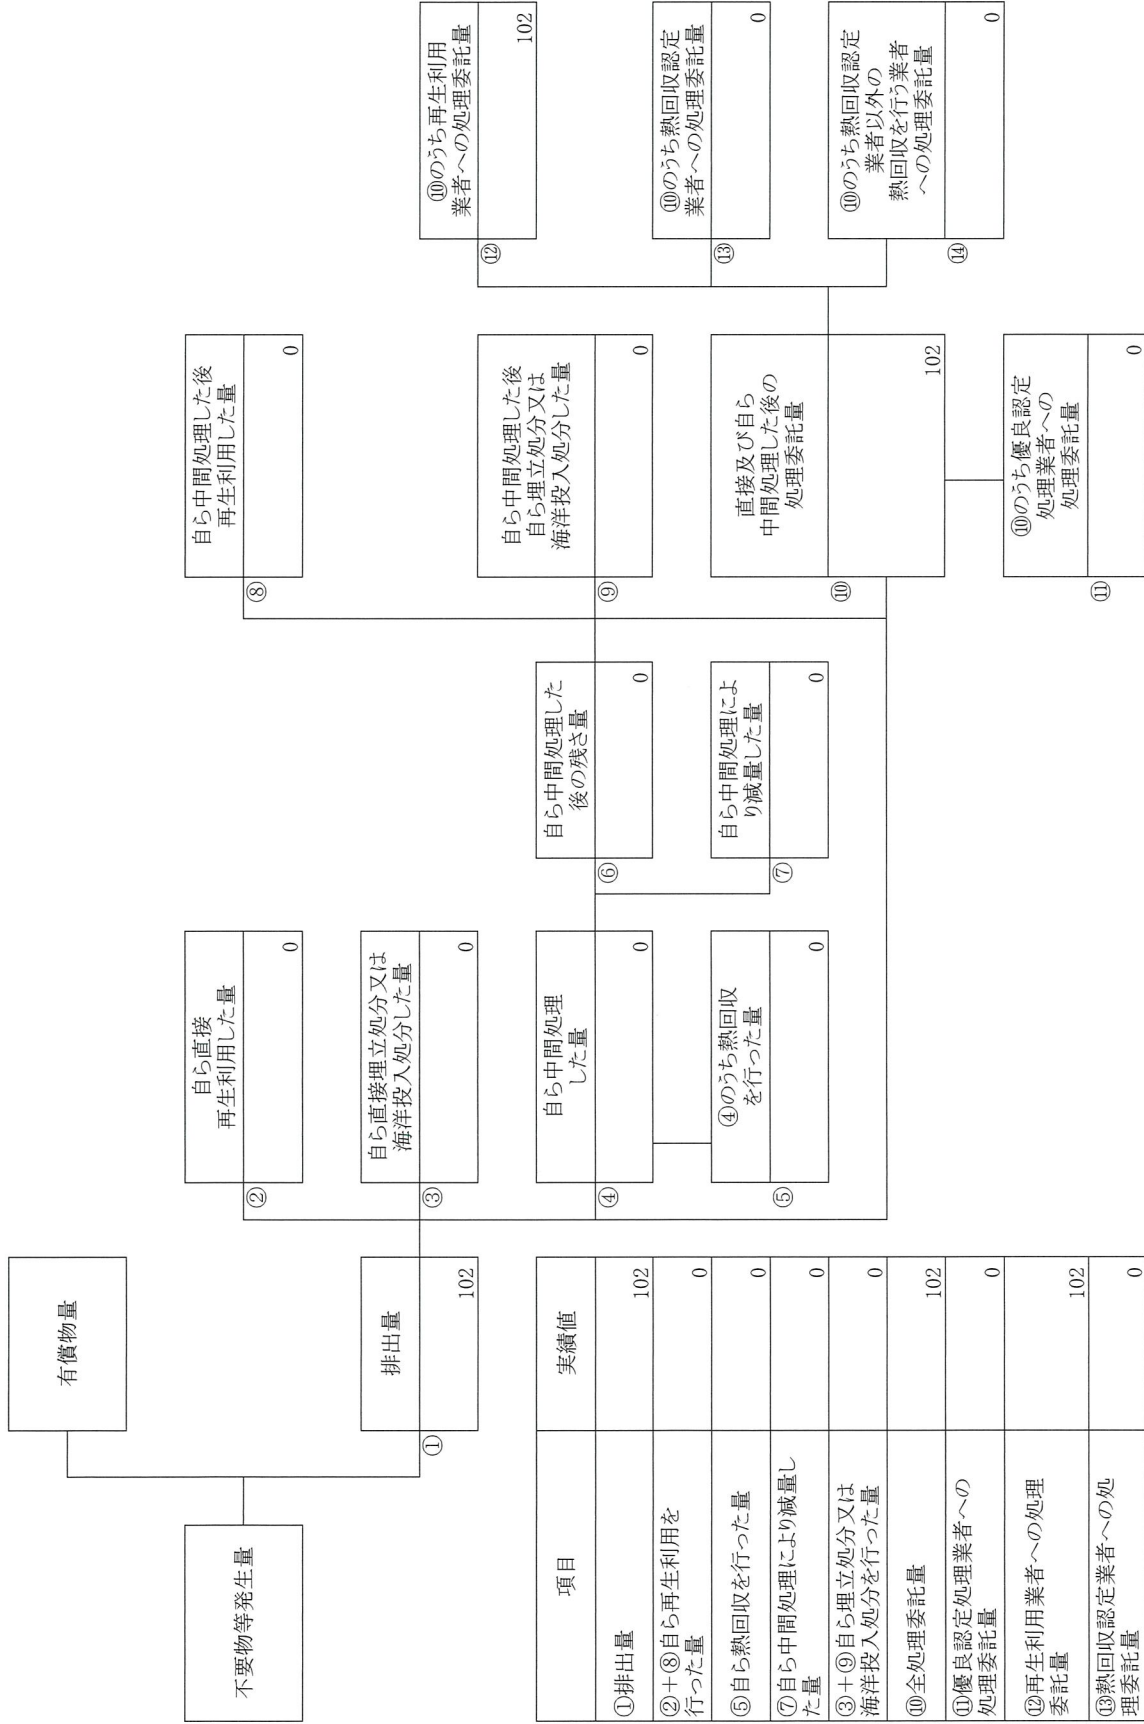 不要物等発生量
有償物量
①
排出量
102
②
自ら直接
再生利用した量
0
③
自ら直接埋立処分又は
海洋投入処分した量
0
④
自ら中間処理
した量
0
⑤
④のうち熱回収
を行った量
0
⑥
自ら中間処理した
後の残さ量
0
⑦
自ら中間処理によ
り減量した量
0
⑧
自ら中間処理した後
再生利用した量
0
⑨
自ら中間処理した後
自ら埋立処分又は
海洋投入処分した量
0
⑩
直接及び自ら
中間処理した後の
処理委託量
102
⑪
⑩のうち優良認定
処理業者への
処理委託量
0
⑫
⑩のうち再生利用
業者への処理委託量
102
⑬
⑩のうち熱回収認定
業者への処理委託量
0
⑭
⑩のうち熱回収認定
業者以外の
熱回収を行う業者
への処理委託量
0
項目 実績値
①排出量 102
②+⑧自ら再生利用を
行った量 0
⑤自ら熱回収を行った量 0
⑦自ら中間処理により減量し
た量 0
③+⑨自ら埋立処分又は
海洋投入処分を行った量 0
⑩全処理委託量 102
⑪優良認定処理業者への
処理委託量 0
⑫再生利用業者への処理
委託量 102
⑬熱回収認定業者への処
理委託量 0